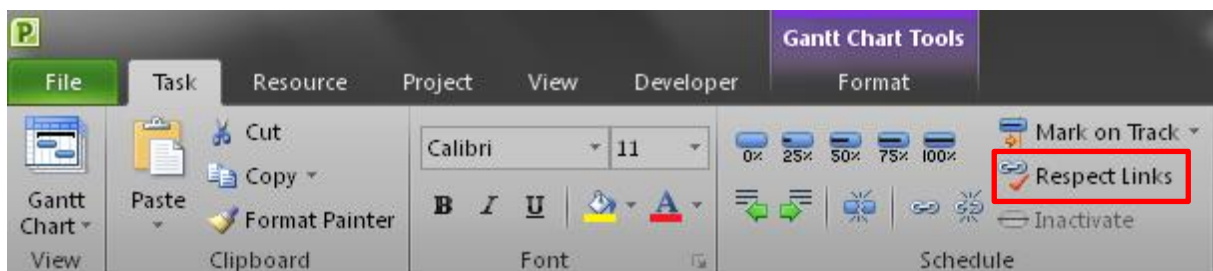 Gantt Chart Tools
File Task Resource Project View Developer Format
Gantt Chart
View
Paste
Cut
Copy
Format Painter
Clipboard
Calibri 11
B I U A
Font
0% 25% 50% 75% 100%
Mark on Track
Respect Links
Inactivate
Schedule